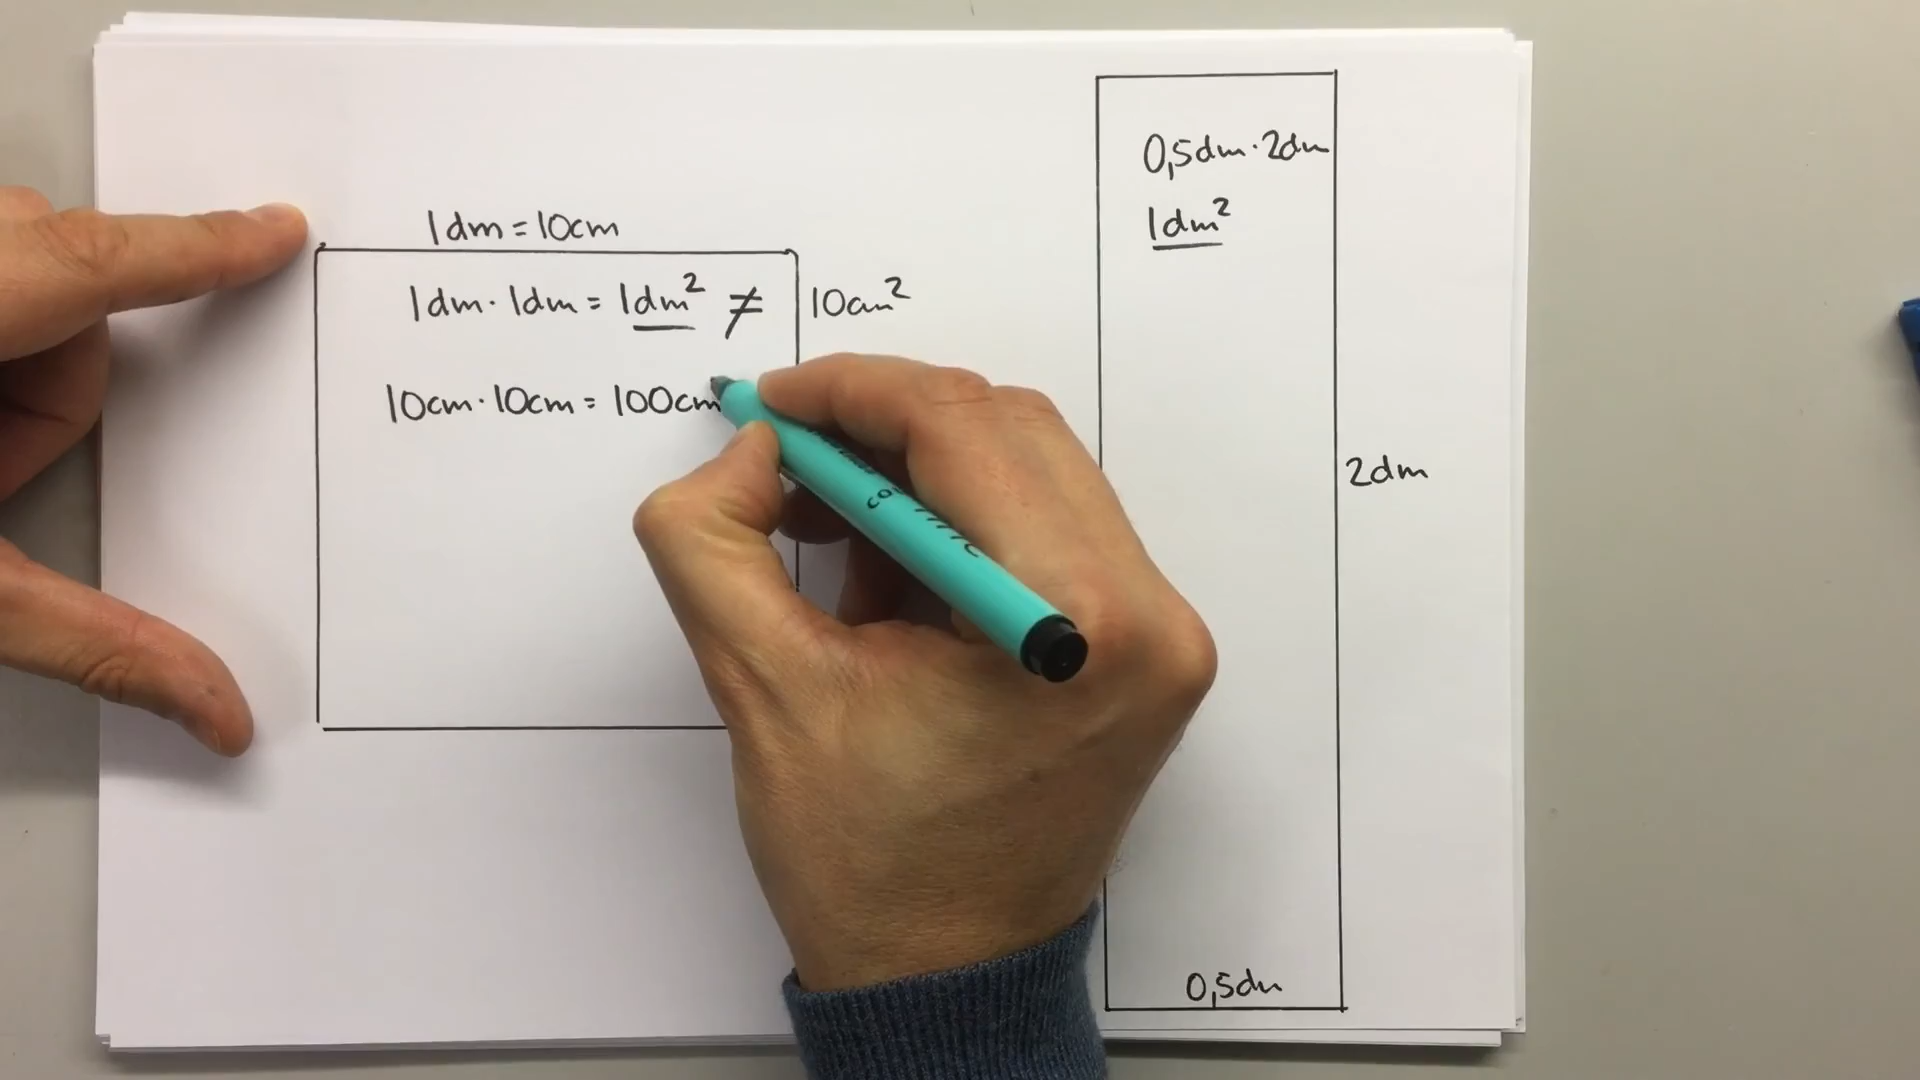 1dm=10cm
1dm·1dm = 1dm² ≠ 10cm²
10cm·10cm = 100cm
0,5dm·2dm
1dm²
2dm
0,5dm